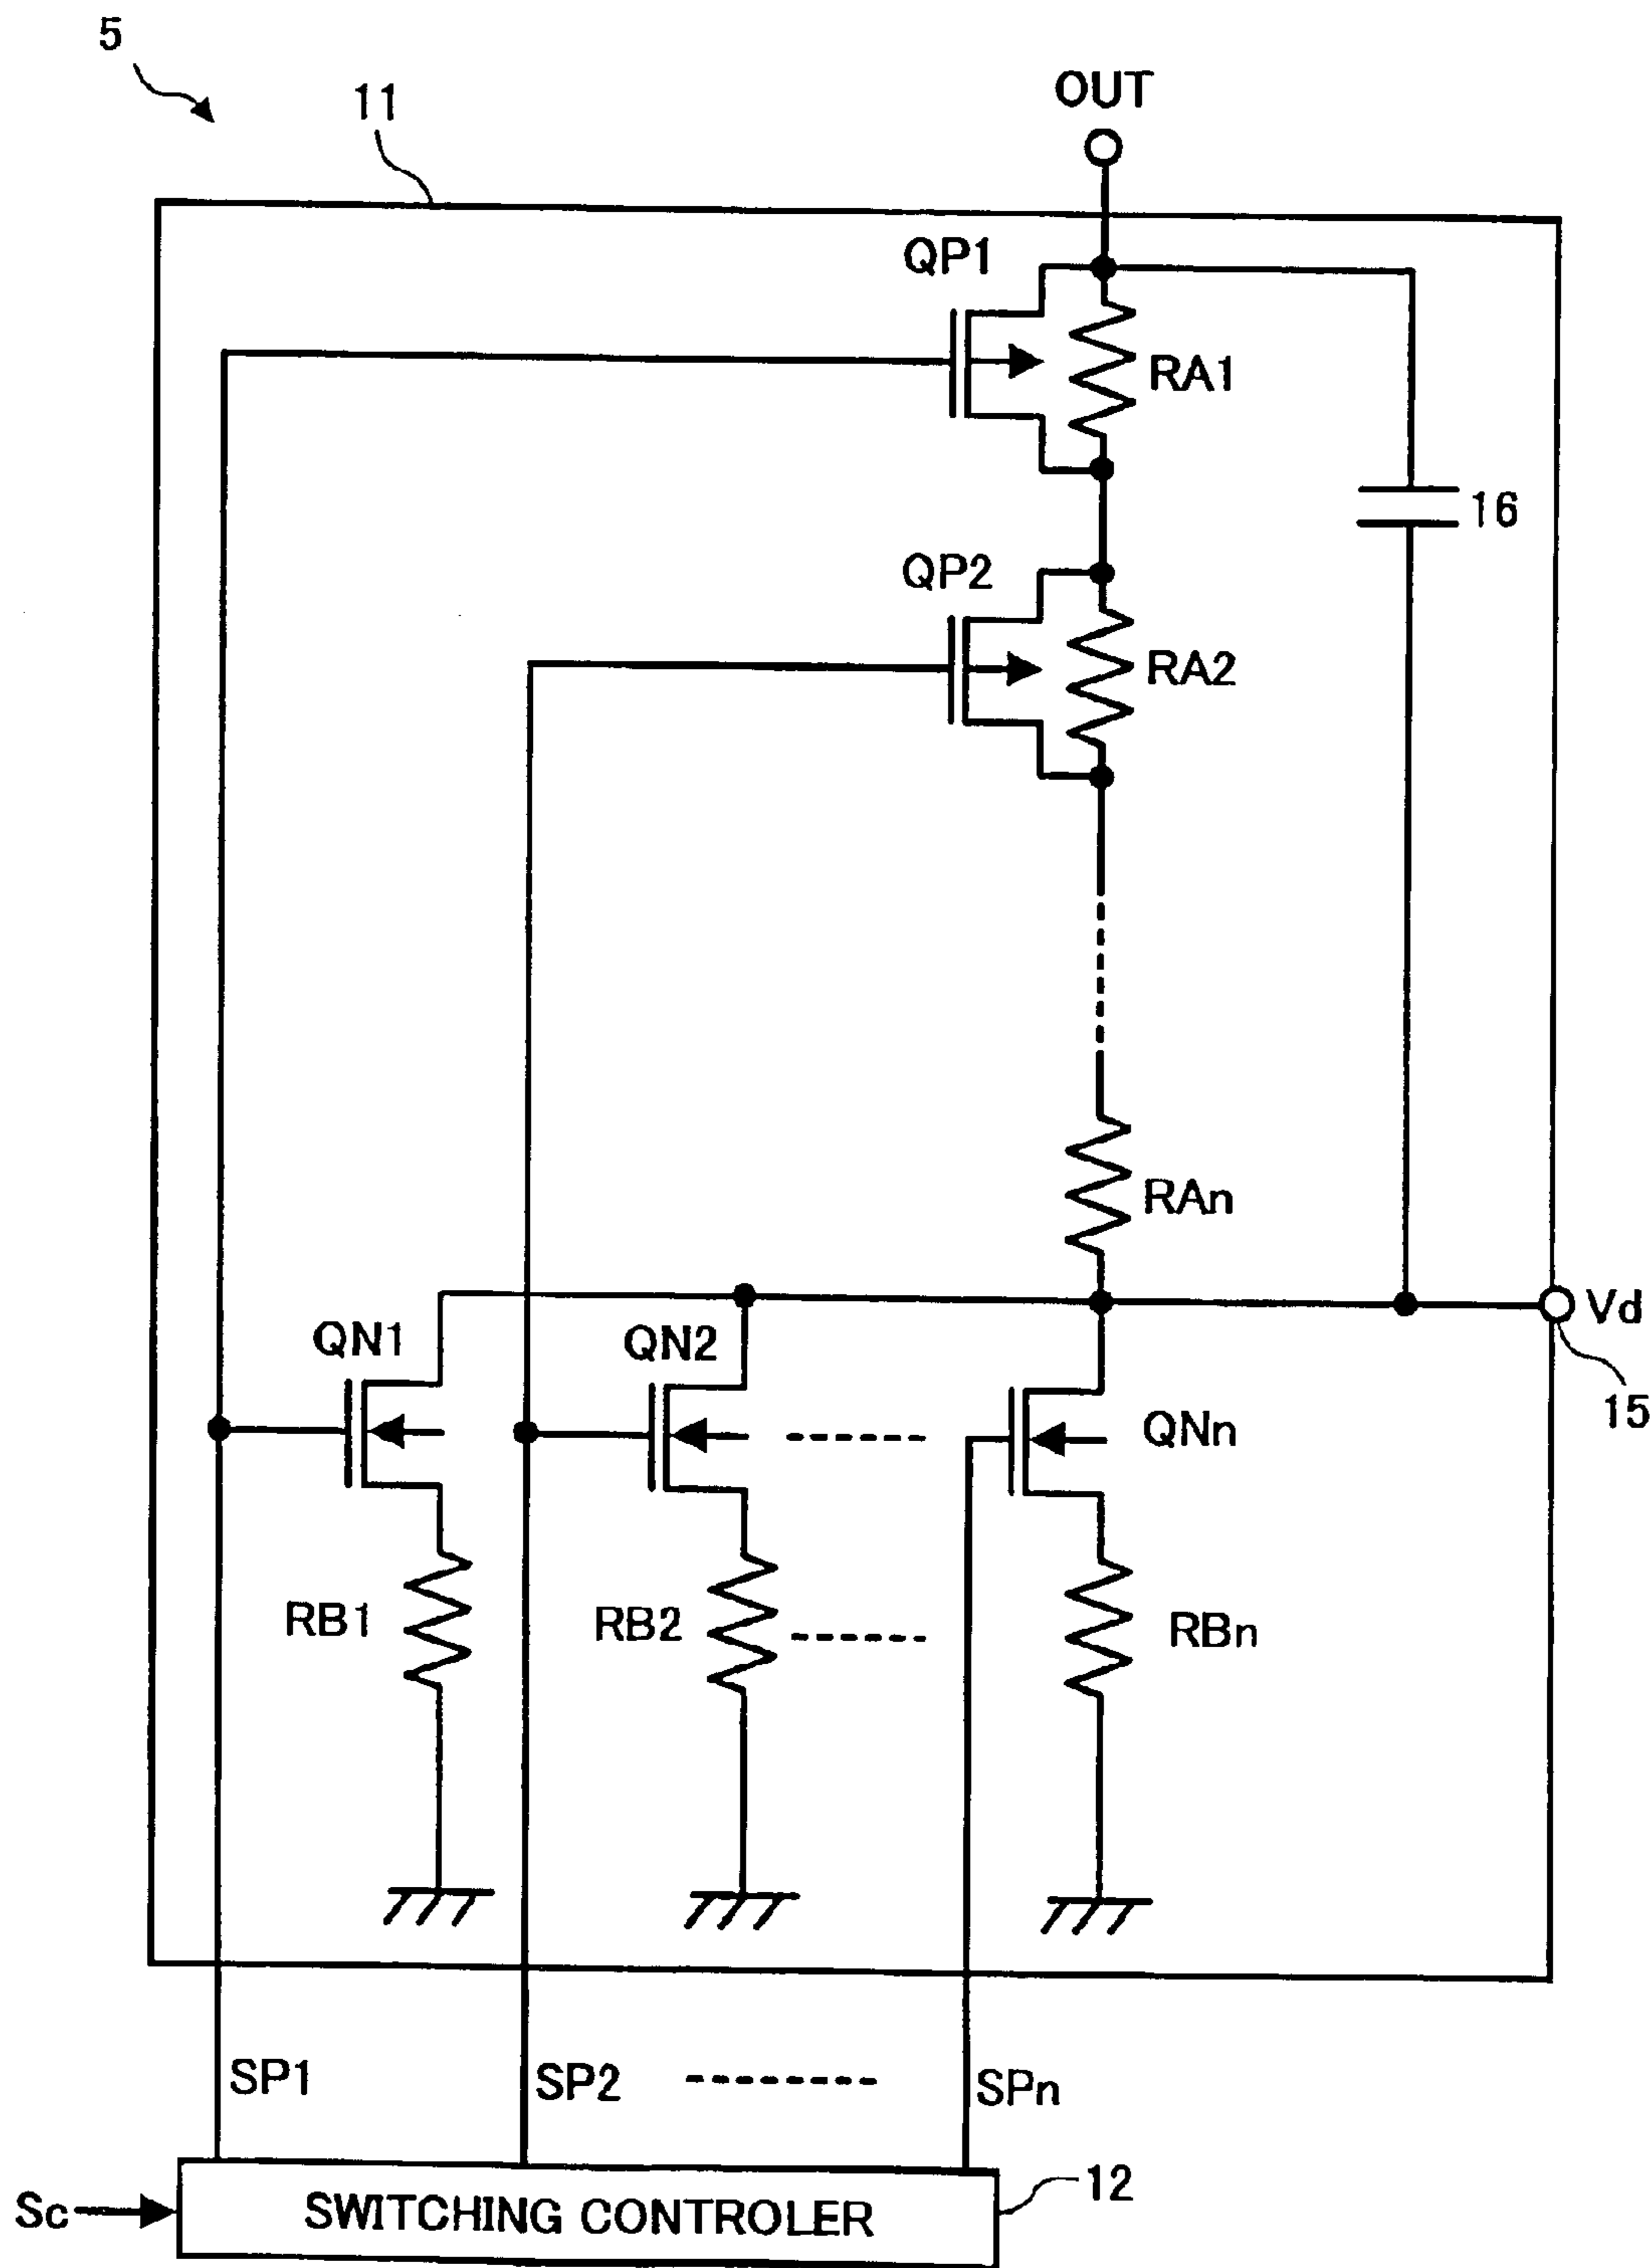 5
11
OUT
QP1
RA1
16
QP2
RA2
RAn
Vd
15
QN1
QN2
QNn
RB1
RB2
RBn
SP1
SP2
SPn
12
Sc
SWITCHING CONTROLER